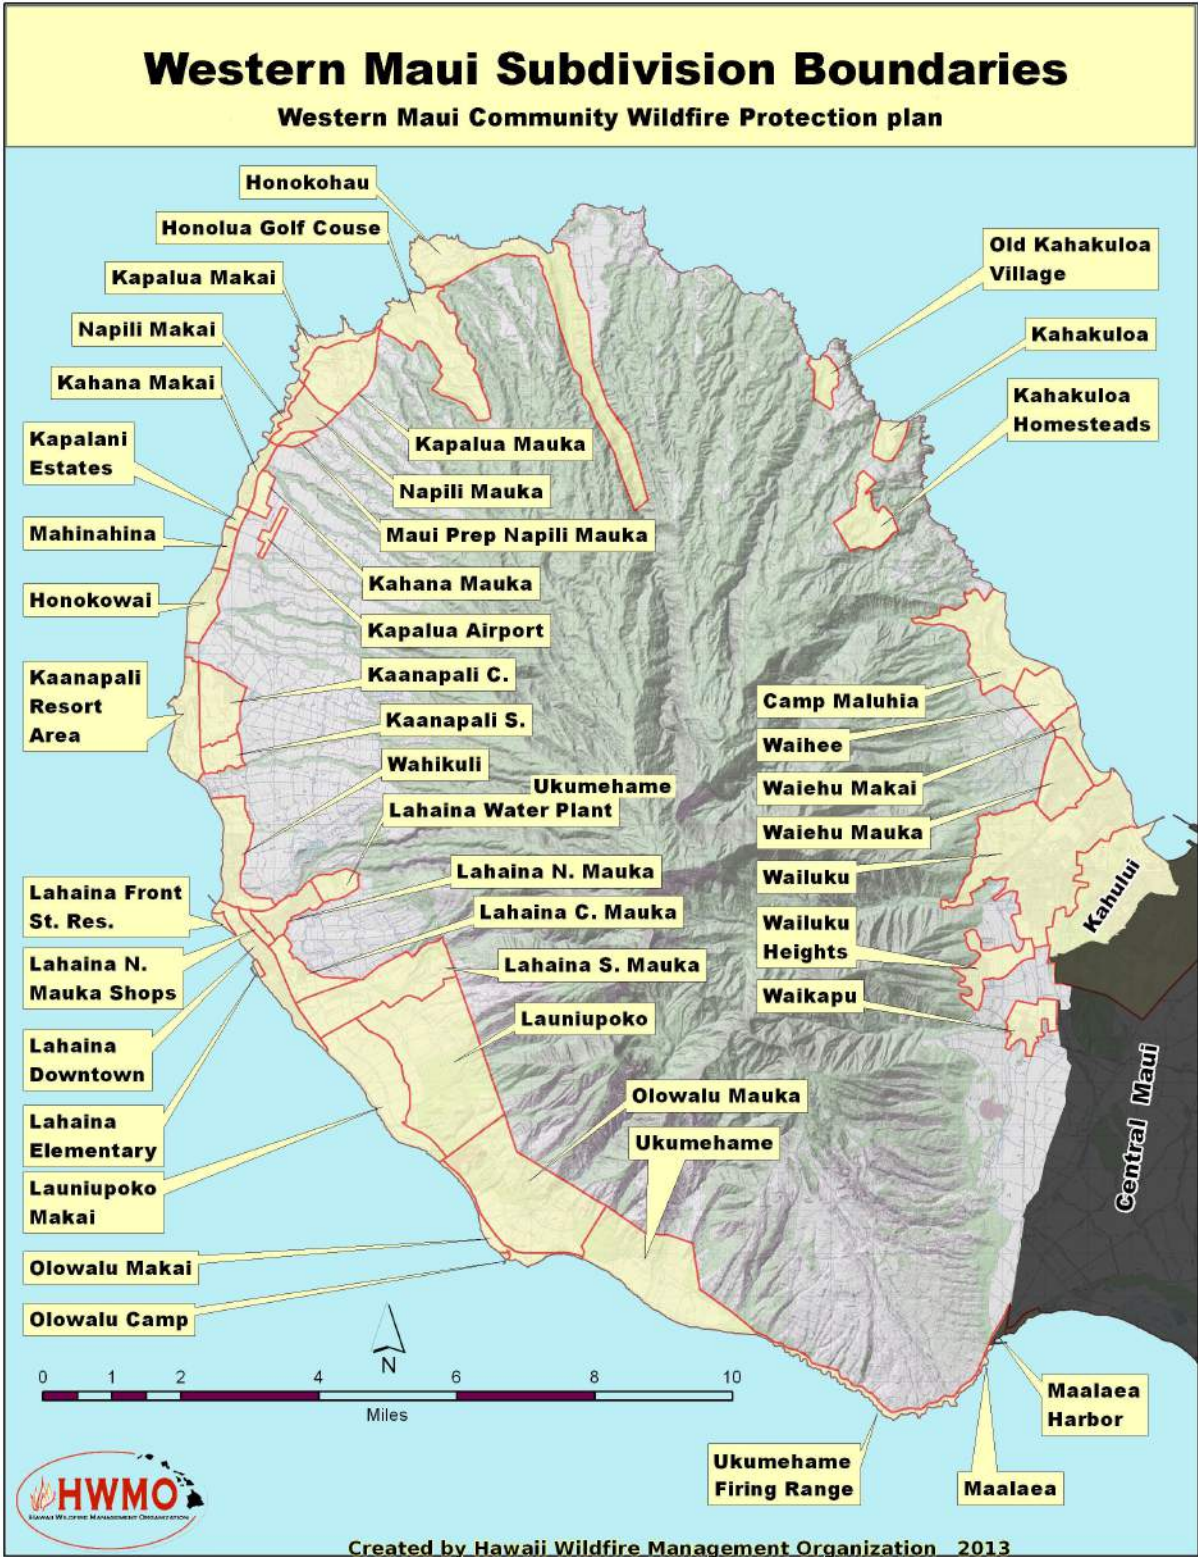 Western Maui Subdivision Boundaries
Western Maui Community Wildfire Protection plan
Honokohau
Honolua Golf Couse
Kapalua Makai
Napili Makai
Kahana Makai
Kapalani
Estates
Mahinahina
Honokowai
Kaanapali
Resort
Area
Lahaina Front
St. Res.
Lahaina N.
Mauka Shops
Lahaina
Downtown
Lahaina
Elementary
Launiupoko
Makai
Olowalu Makai
Olowalu Camp
Kapalua Mauka
Napili Mauka
Maui Prep Napili Mauka
Kahana Mauka
Kapalua Airport
Kaanapali C.
Kaanapali S.
Wahikuli
Ukumehame
Lahaina Water Plant
Lahaina N. Mauka
Lahaina C. Mauka
Lahaina S. Mauka
Launiupoko
Olowalu Mauka
Ukumehame
Old Kahakuloa
Village
Kahakuloa
Kahakuloa
Homesteads
Camp Maluhia
Waihee
Waiehu Makai
Waiehu Mauka
Wailuku
Wailuku
Heights
Waikapu
Kahului
Central Maui
Maalaea
Harbor
Maalaea
Ukumehame
Firing Range
N
0 1 2 4 6 8 10
Miles
HWMO
HAWAII WILDFIRE MANAGEMENT ORGANIZATION
Created by Hawaii Wildfire Management Organization 2013